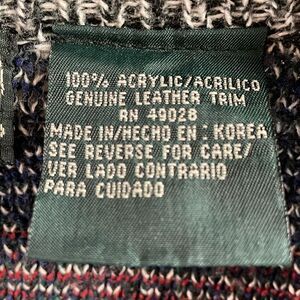 100% ACRYLIC/ACRILICO
GENUINE LEATHER TRIM
RN 49028
MADE IN/HECHO EN: KOREA
SEE REVERSE FOR CARE/
VER LADO CONTRARIO
PARA CUIDADO